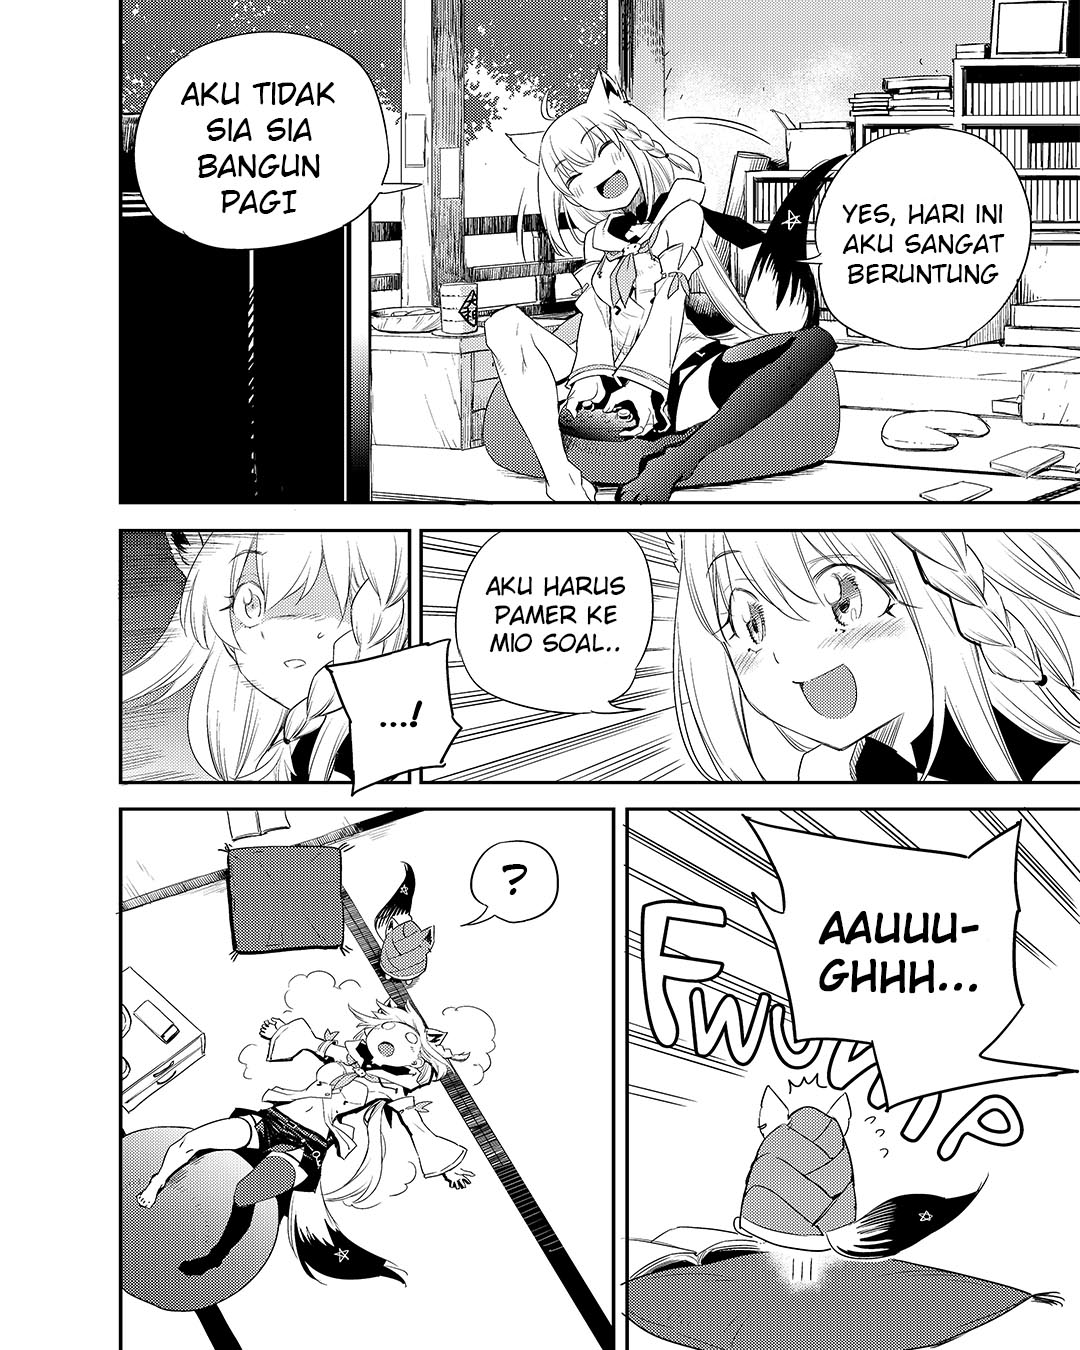 YES, HARI INI
AKU SANGAT
BERUNTUNG
AKU TIDAK
SIA SIA
BANGUN
PAGI
AKU HARUS
PAMER KE
MIO SOAL..
...!
AAUUU-
GHHH...
?